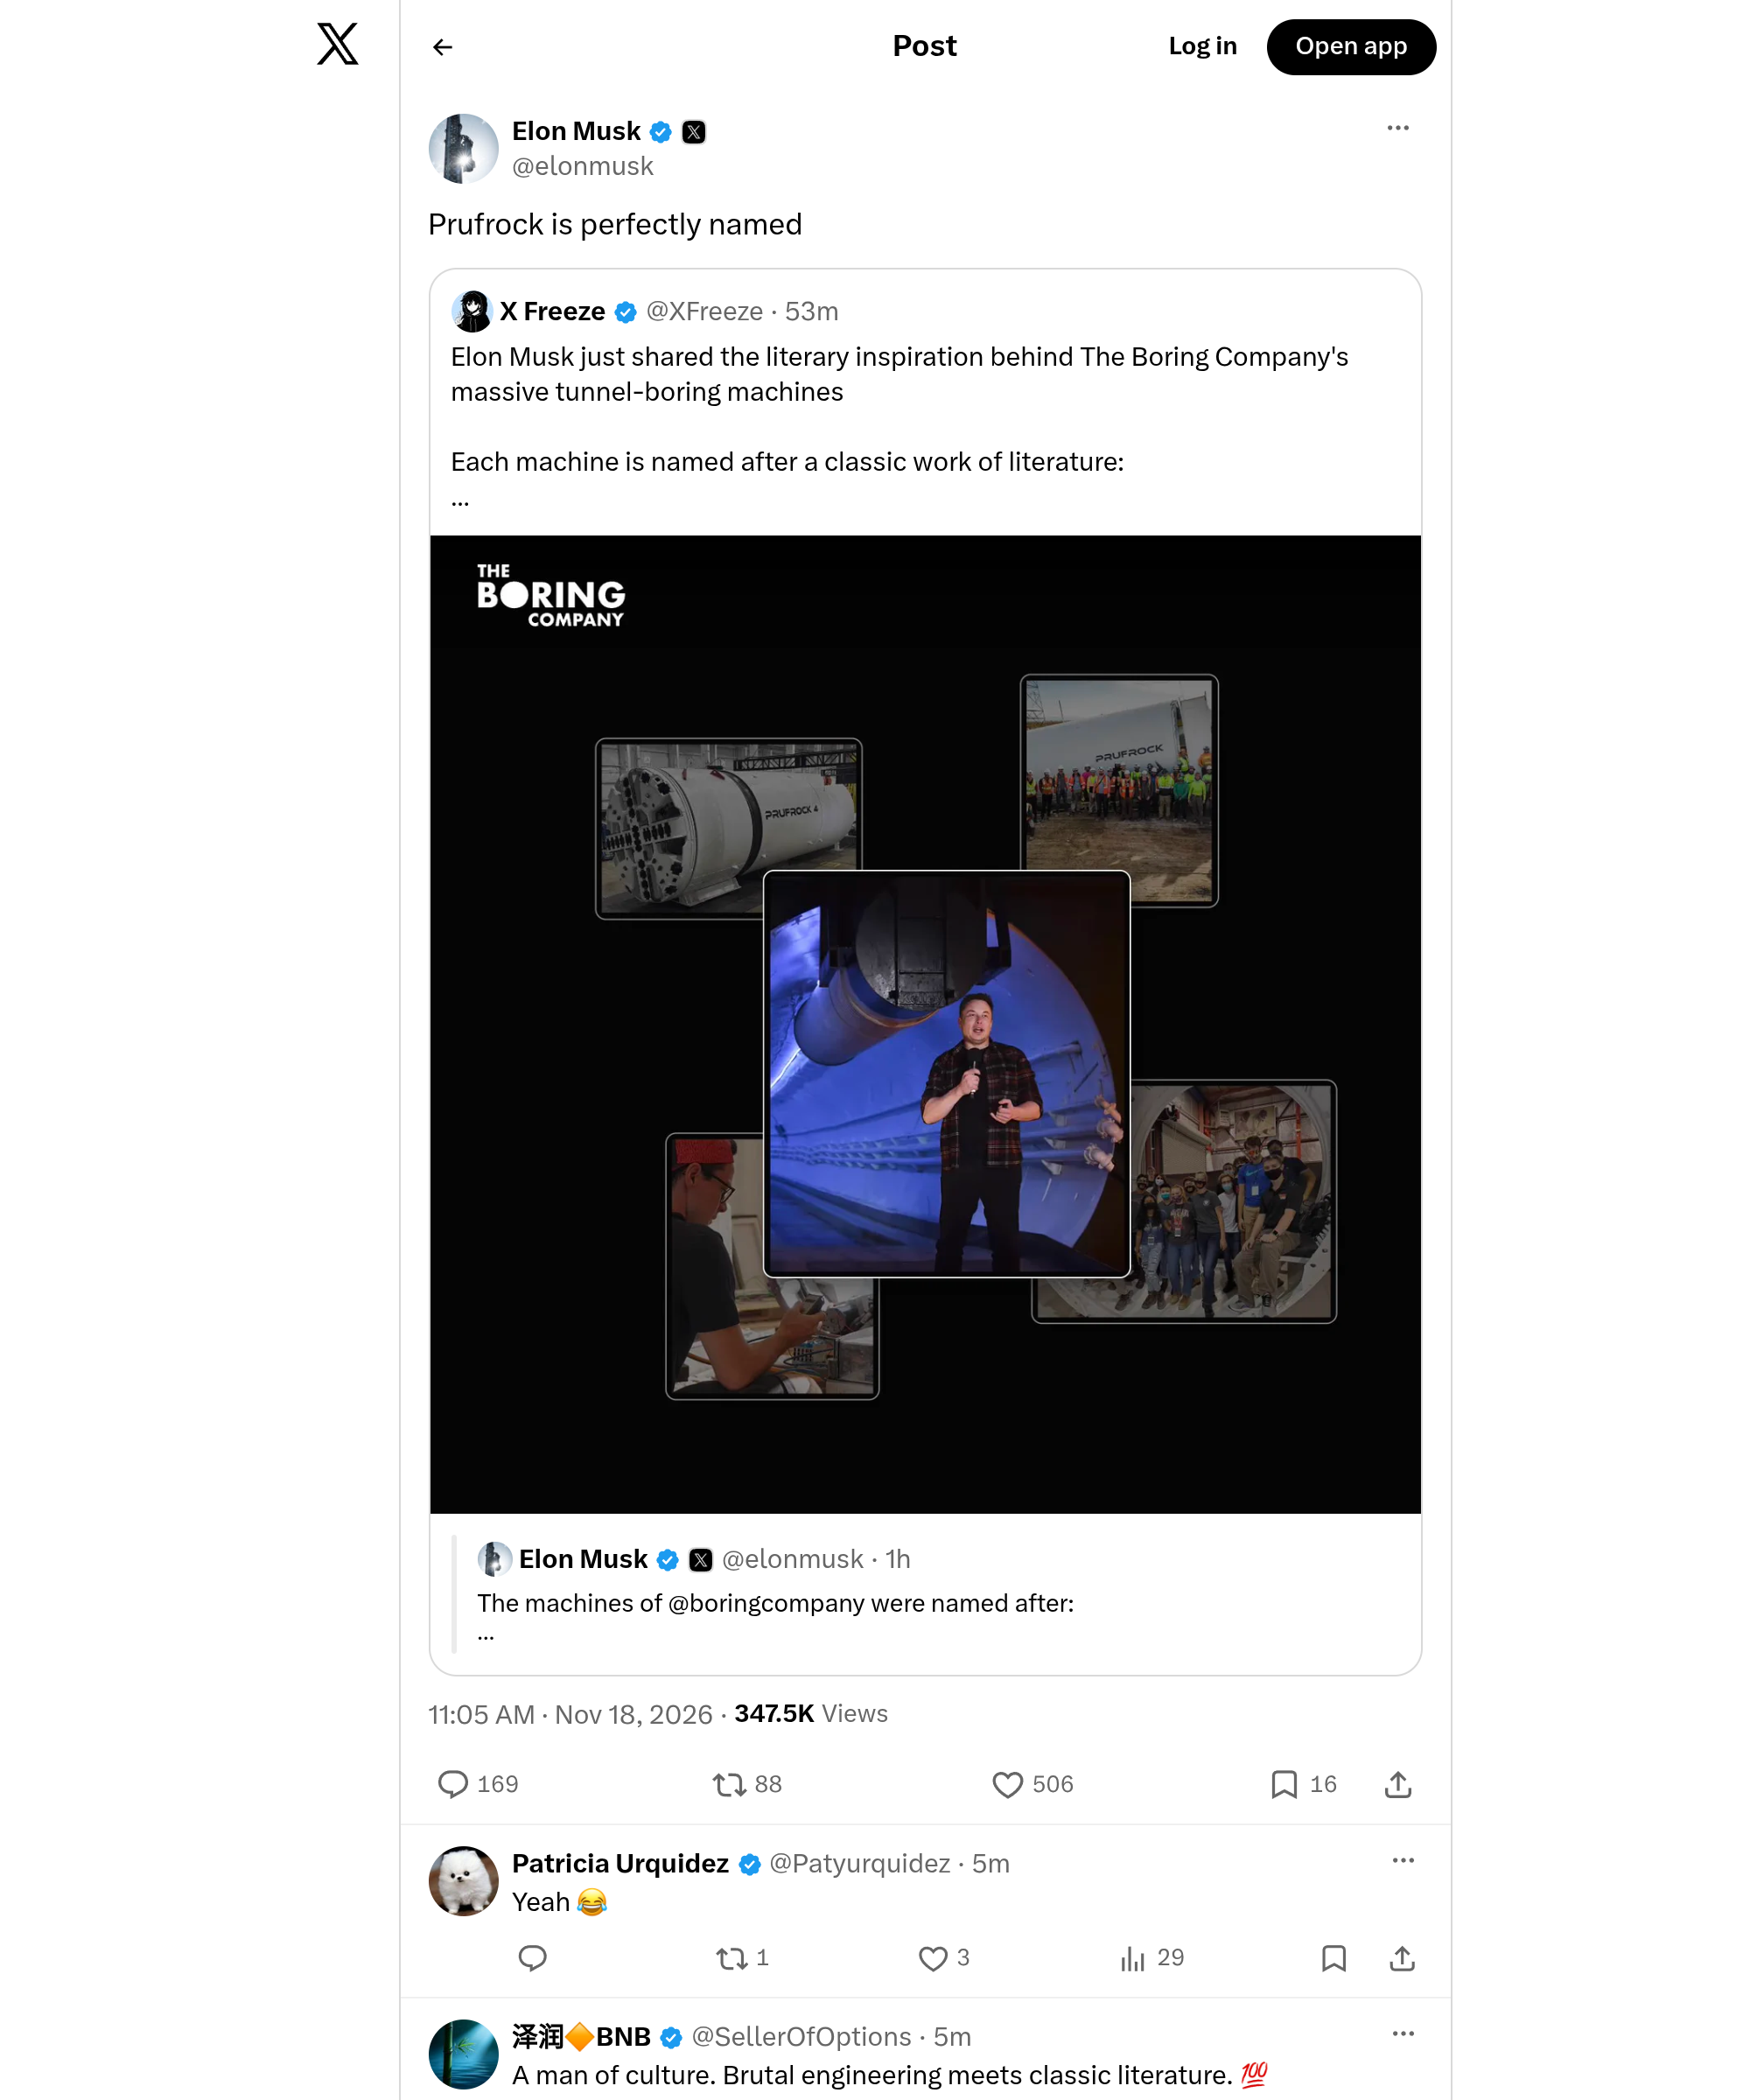 Post
Log in
Open app
Elon Musk
@elonmusk
Prufrock is perfectly named
X Freeze @XFreeze · 53m
Elon Musk just shared the literary inspiration behind The Boring Company's
massive tunnel-boring machines
Each machine is named after a classic work of literature:
...
THE
BORING
COMPANY
PRUFROCK
PRUFROCK 4
Elon Musk @elonmusk · 1h
The machines of @boringcompany were named after:
...
11:05 AM · Nov 18, 2026 · 347.5K Views
169 88 506 16
Patricia Urquidez @Patyurquidez · 5m
Yeah 😂
1 3 29
泽润🔶BNB @SellerOfOptions · 5m
A man of culture. Brutal engineering meets classic literature. 💯